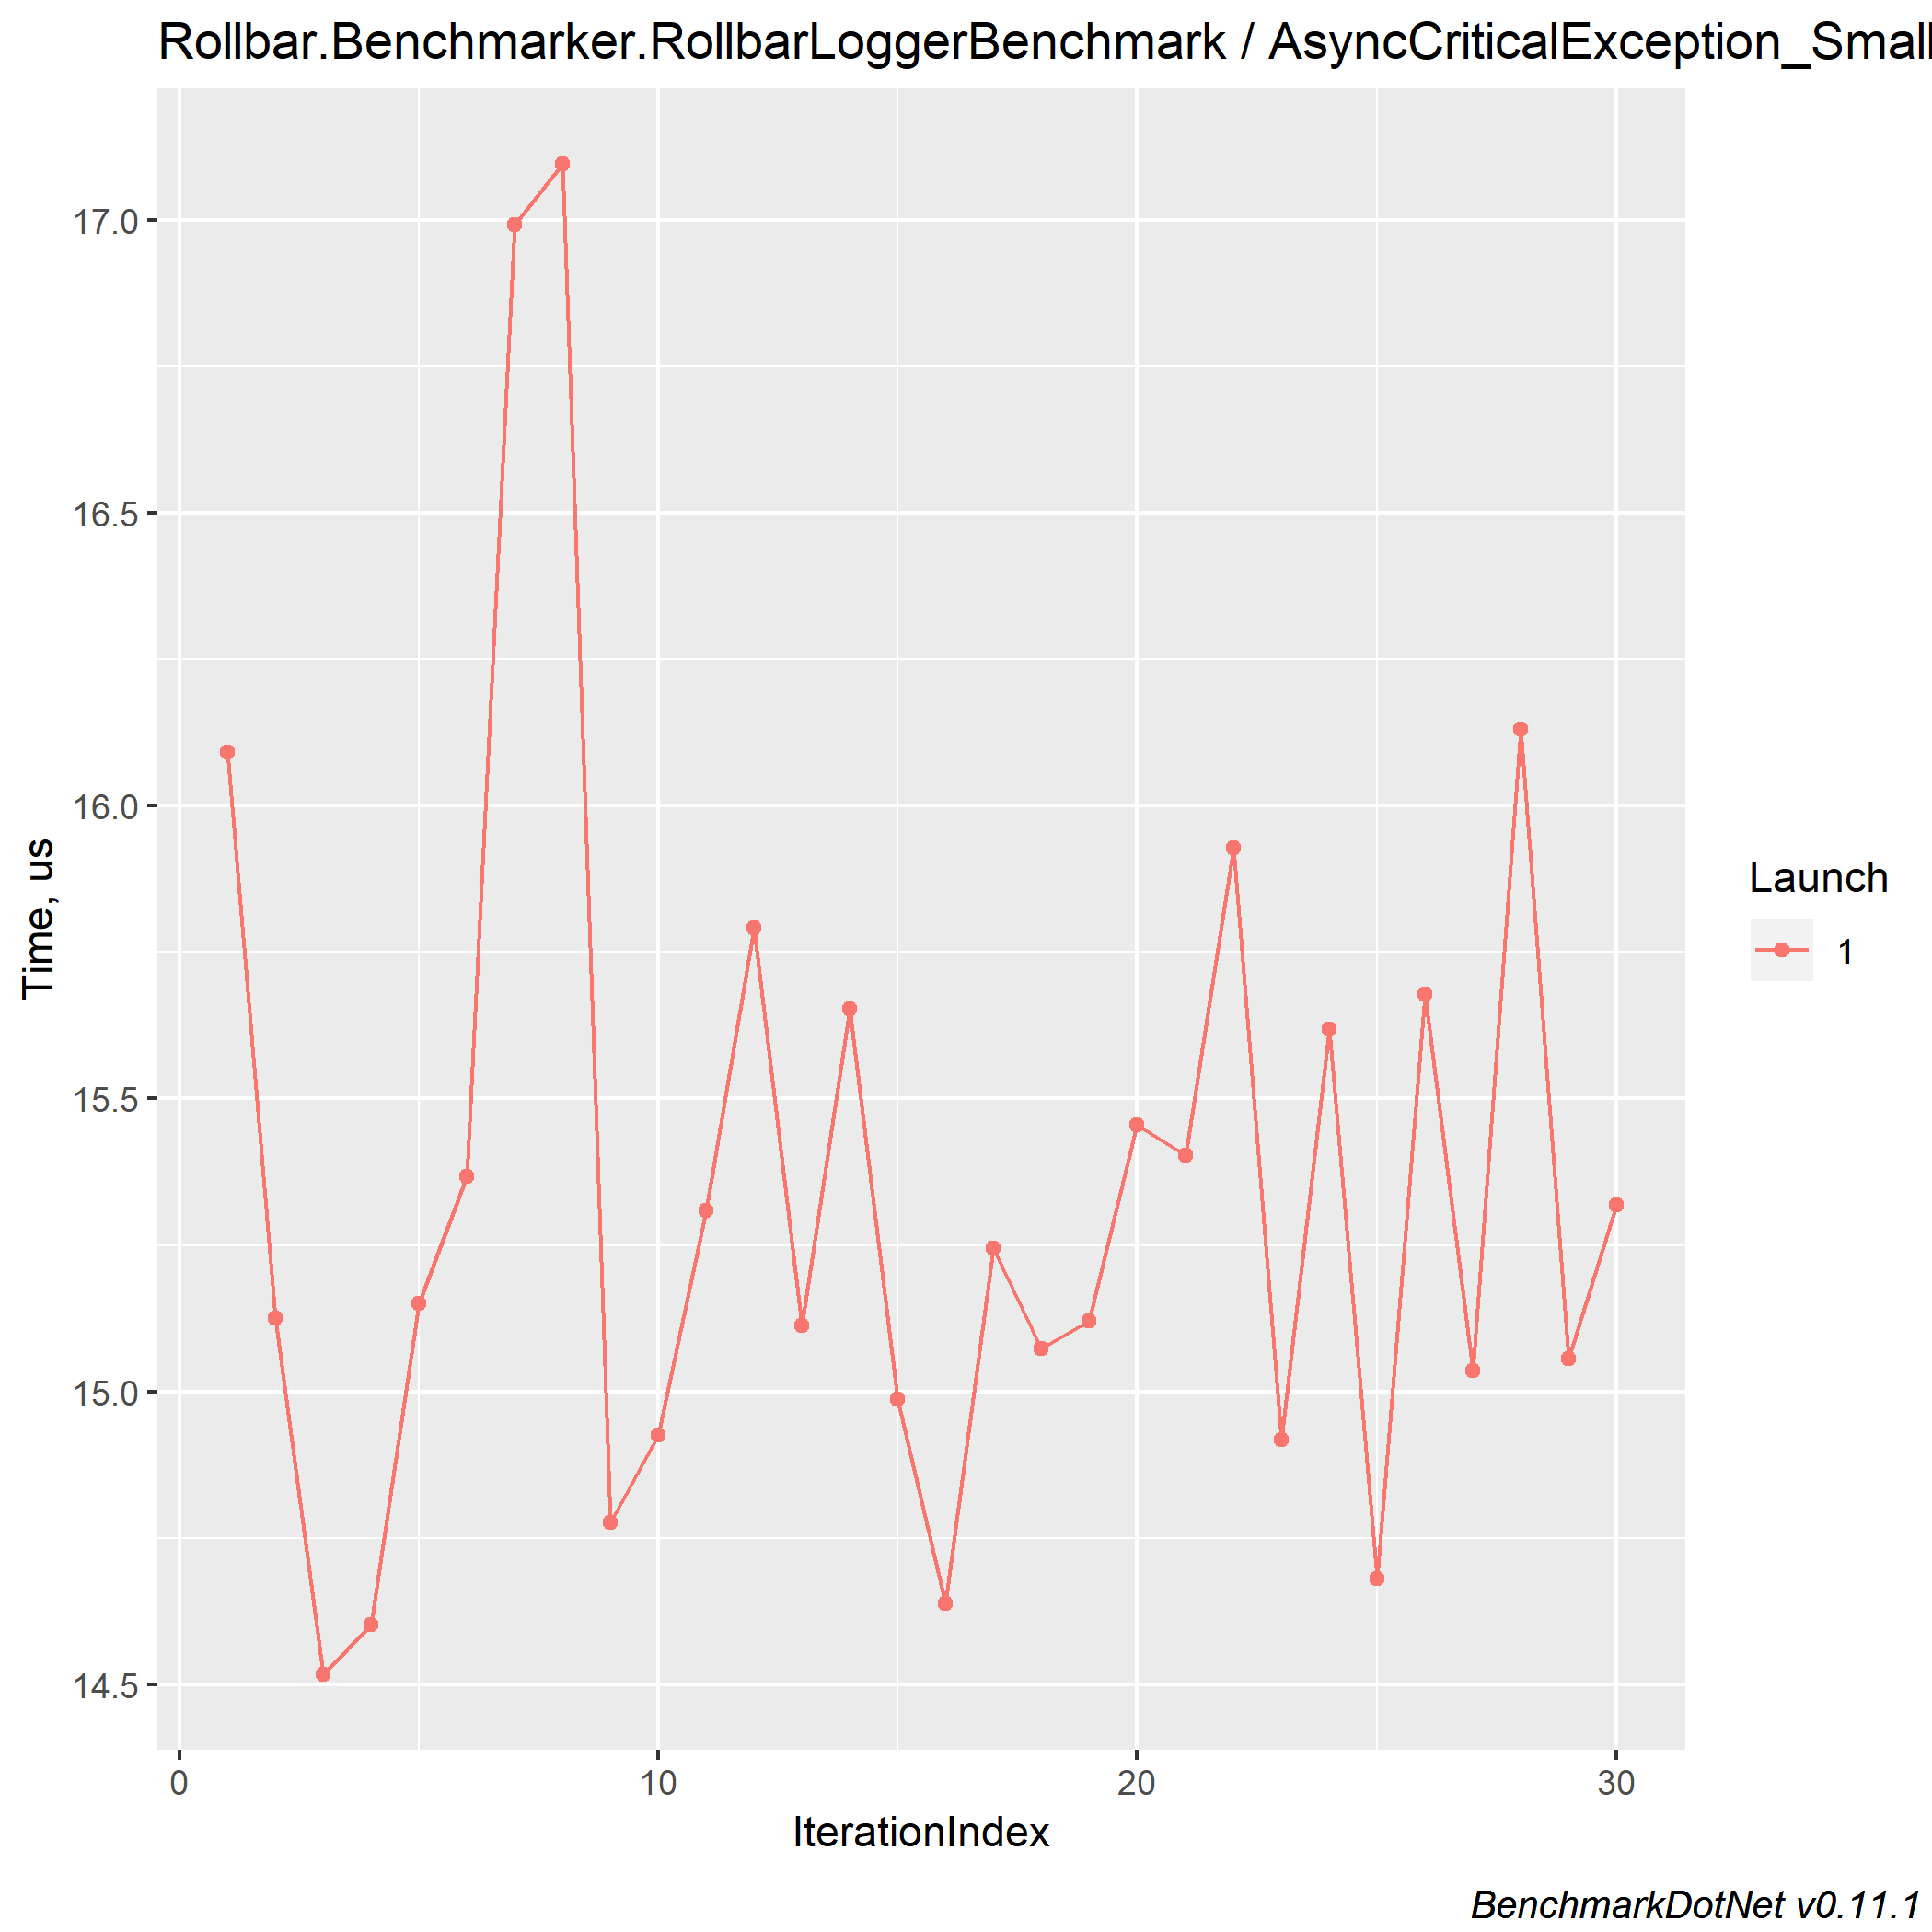 Rollbar.Benchmarker.RollbarLoggerBenchmark / AsyncCriticalException_Small
17.0
16.5
16.0
15.5
15.0
14.5
Time, us
0 10 20 30
IterationIndex
Launch
1
BenchmarkDotNet v0.11.1